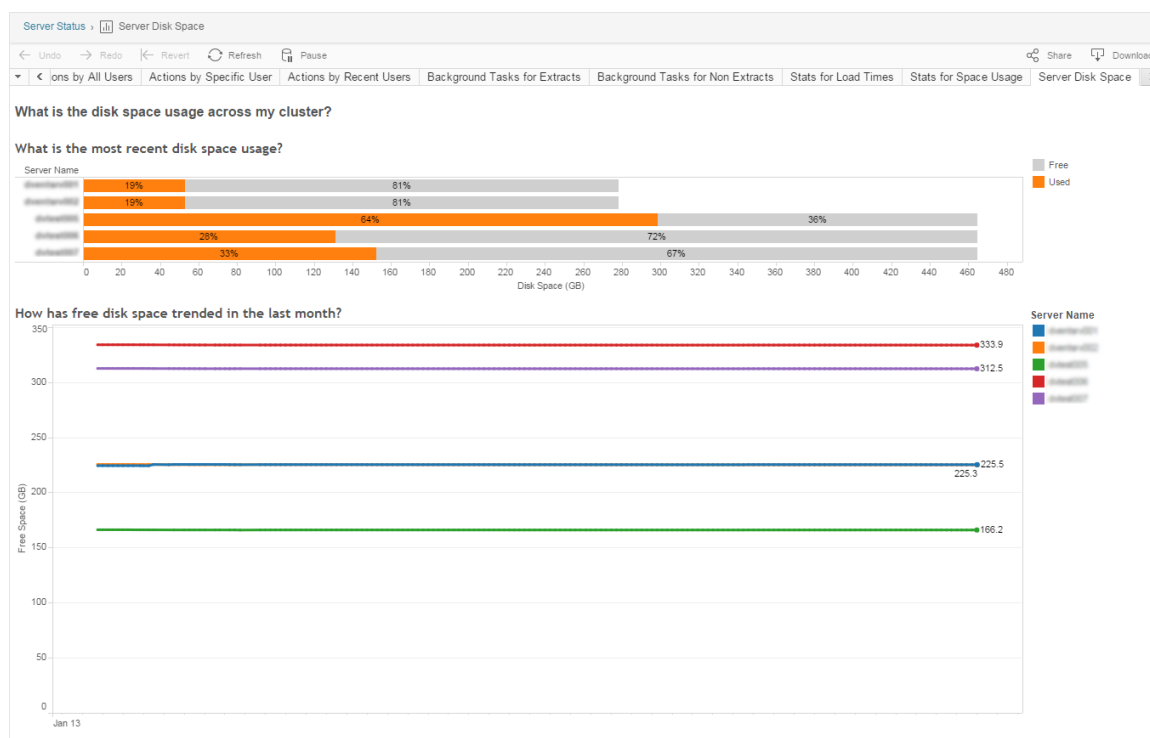 Server Status › Server Disk Space
Undo Redo Revert Refresh Pause Share Download
ons by All Users Actions by Specific User Actions by Recent Users Background Tasks for Extracts Background Tasks for Non Extracts Stats for Load Times Stats for Space Usage Server Disk Space
What is the disk space usage across my cluster?
What is the most recent disk space usage?
Server Name
19% 81%
19% 81%
64% 36%
28% 72%
33% 67%
0 20 40 60 80 100 120 140 160 180 200 220 240 260 280 300 320 340 360 380 400 420 440 460 480
Disk Space (GB)
Free
Used
How has free disk space trended in the last month?
350
300
250
200
150
100
50
0
Free Space (GB)
333.9
312.5
225.5
225.3
166.2
Jan 13
Server Name